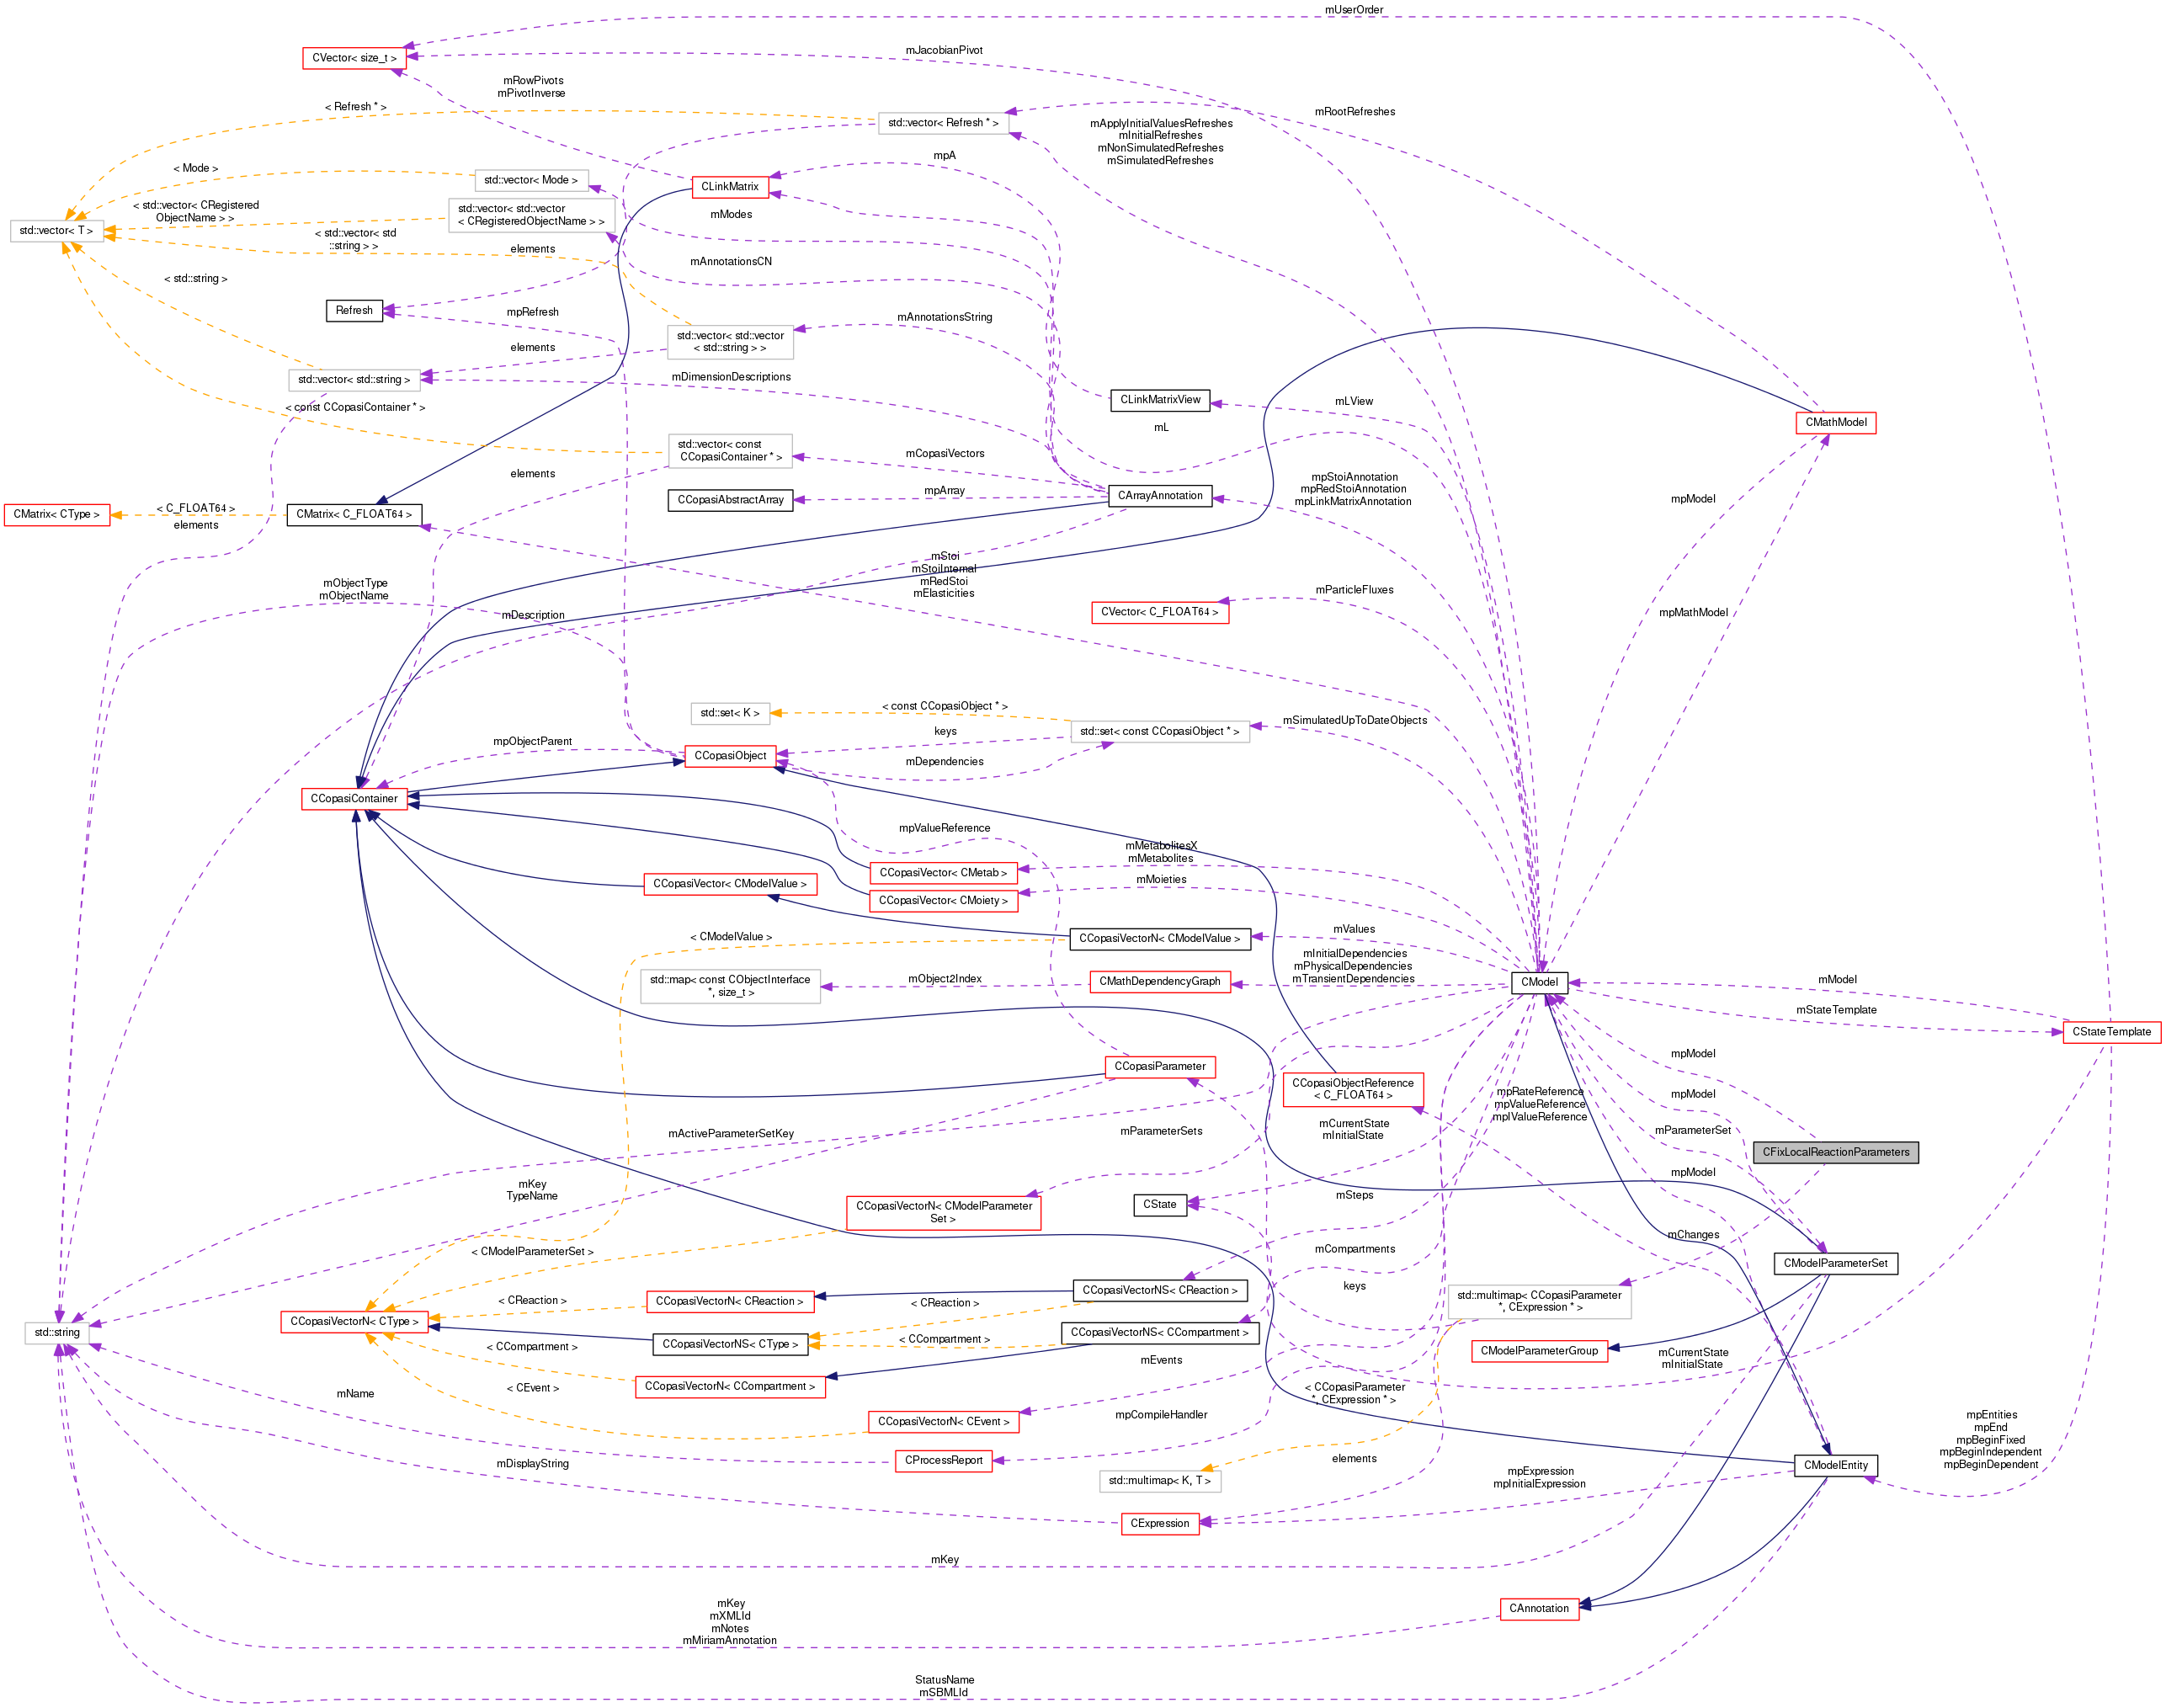 mUserOrder
CVector< size_t >
mJacobianPivot
mRowPivots
mPivotInverse
< Refresh * >
std::vector< Refresh * >
mRootRefreshes
mApplyInitialValuesRefreshes
mInitialRefreshes
mNonSimulatedRefreshes
mSimulatedRefreshes
mpA
< Mode >
std::vector< Mode >
CLinkMatrix
< std::vector< CRegistered
ObjectName > >
std::vector< std::vector
< CRegisteredObjectName > >
mModes
std::vector< T >
< std::vector< std
::string > >
elements
mAnnotationsCN
< std::string >
Refresh
mpRefresh
mAnnotationsString
std::vector< std::vector
< std::string > >
elements
std::vector< std::string >
mDimensionDescriptions
CLinkMatrixView
mLView
< const CCopasiContainer * >
mL
CMathModel
std::vector< const
CCopasiContainer * >
mCopasiVectors
elements
CCopasiAbstractArray
mpArray
CArrayAnnotation
mpStoiAnnotation
mpRedStoiAnnotation
mpLinkMatrixAnnotation
mpModel
CMatrix< CType >
< C_FLOAT64 >
CMatrix< C_FLOAT64 >
elements
mStoi
mStoiInternal
mRedStoi
mElasticities
mObjectType
mObjectName
mDescription
mParticleFluxes
CVector< C_FLOAT64 >
mpMathModel
std::set< K >
< const CCopasiObject * >
std::set< const CCopasiObject * >
mSimulatedUpToDateObjects
keys
mpObjectParent
CCopasiObject
mDependencies
CCopasiContainer
mpValueReference
mMetabolitesX
mMetabolites
CCopasiVector< CMetab >
CCopasiVector< CModelValue >
mMoieties
CCopasiVector< CMoiety >
< CModelValue >
CCopasiVectorN< CModelValue >
mValues
std::map< const CObjectInterface
*, size_t >
mObject2Index
CMathDependencyGraph
mInitialDependencies
mPhysicalDependencies
mTransientDependencies
CModel
mModel
mStateTemplate
CStateTemplate
CCopasiParameter
CCopasiObjectReference
< C_FLOAT64 >
mpRateReference
mpValueReference
mpIValueReference
mpModel
mpModel
mActiveParameterSetKey
mParameterSets
mCurrentState
mInitialState
mParameterSet
CFixLocalReactionParameters
mpModel
mKey
TypeName
CCopasiVectorN< CModelParameter
Set >
CState
mSteps
mChanges
< CModelParameterSet >
mCompartments
CModelParameterSet
keys
std::multimap< CCopasiParameter
*, CExpression * >
CCopasiVectorNS< CReaction >
< CReaction >
CCopasiVectorN< CReaction >
< CReaction >
std::string
CCopasiVectorN< CType >
CCopasiVectorNS< CType >
< CCompartment >
CCopasiVectorNS< CCompartment >
< CCompartment >
CModelParameterGroup
mEvents
mCurrentState
mInitialState
CCopasiVectorN< CCompartment >
mName
< CEvent >
< CCopasiParameter
*, CExpression * >
CCopasiVectorN< CEvent >
mpCompileHandler
mpEntities
mpEnd
mpBeginFixed
mpBeginIndependent
mpBeginDependent
CProcessReport
mDisplayString
std::multimap< K, T >
elements
mpExpression
mpInitialExpression
CModelEntity
CExpression
mKey
mKey
mXMLId
mNotes
mMiriamAnnotation
CAnnotation
StatusName
mSBMLId